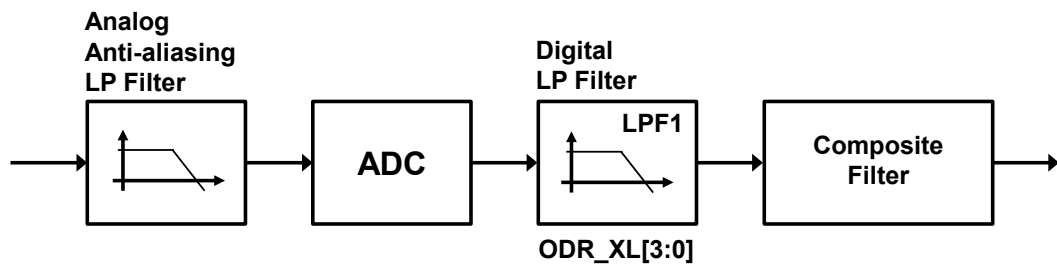 Analog
Anti-aliasing
LP Filter
ADC
Digital
LP Filter
LPF1
ODR_XL[3:0]
Composite
Filter